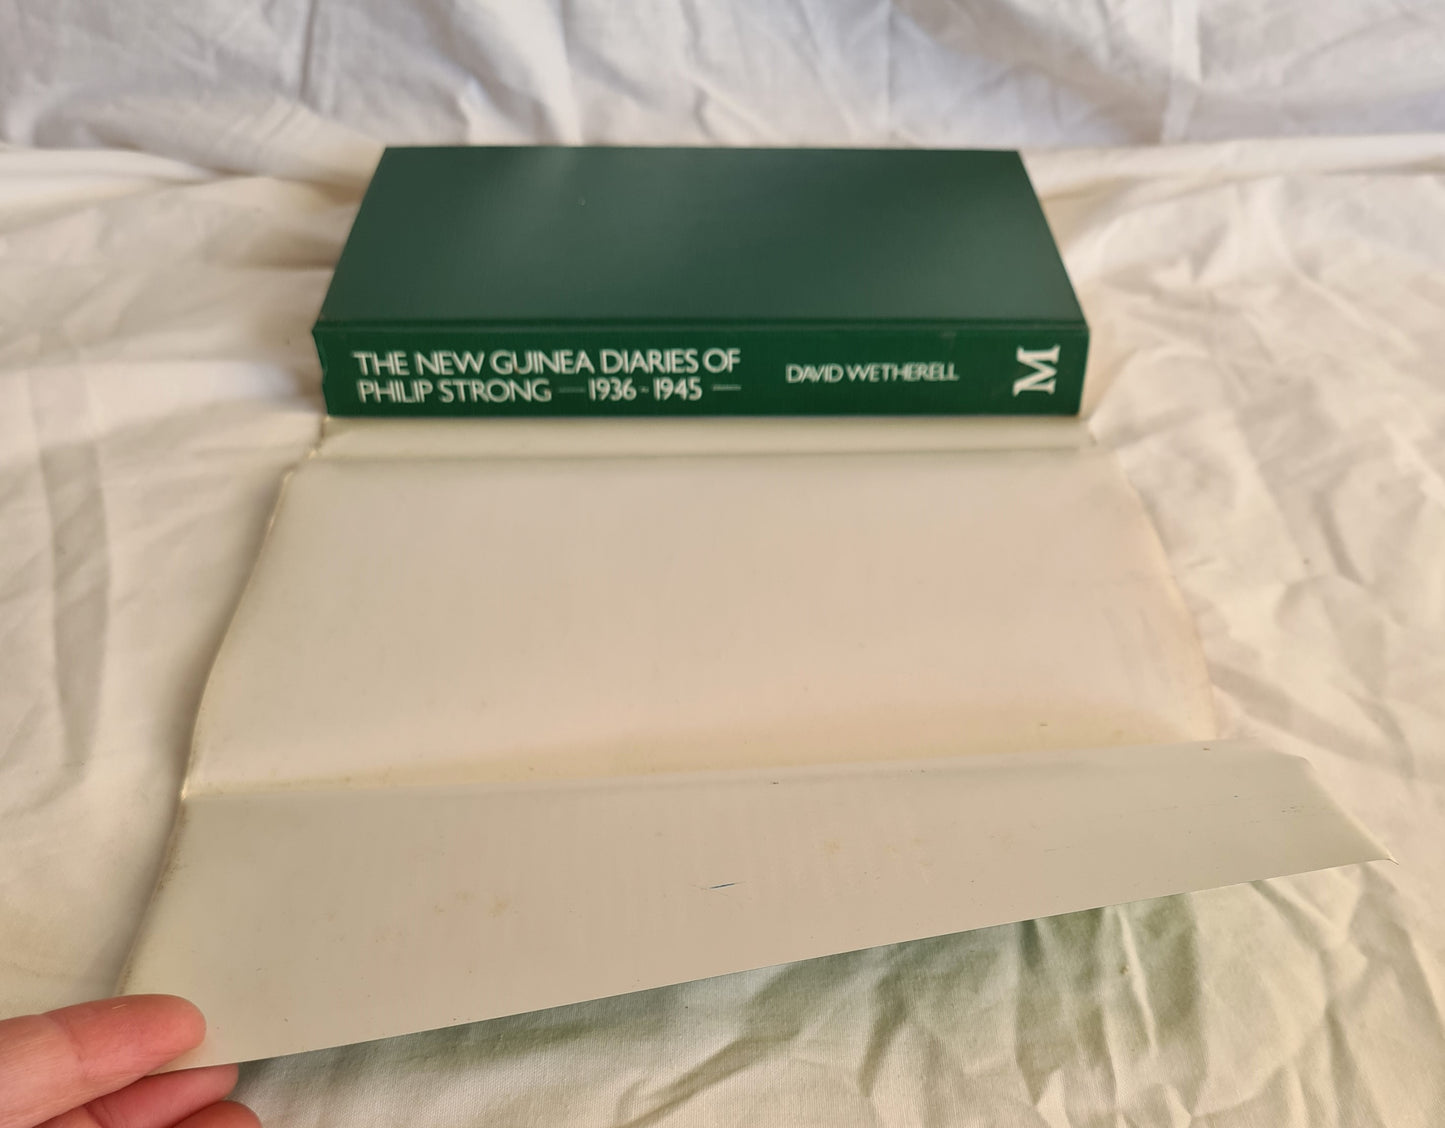 THE NEW GUINEA DIARIES OF
PHILIP STRONG — 1936 - 1945 —
DAVID WETHERELL
M